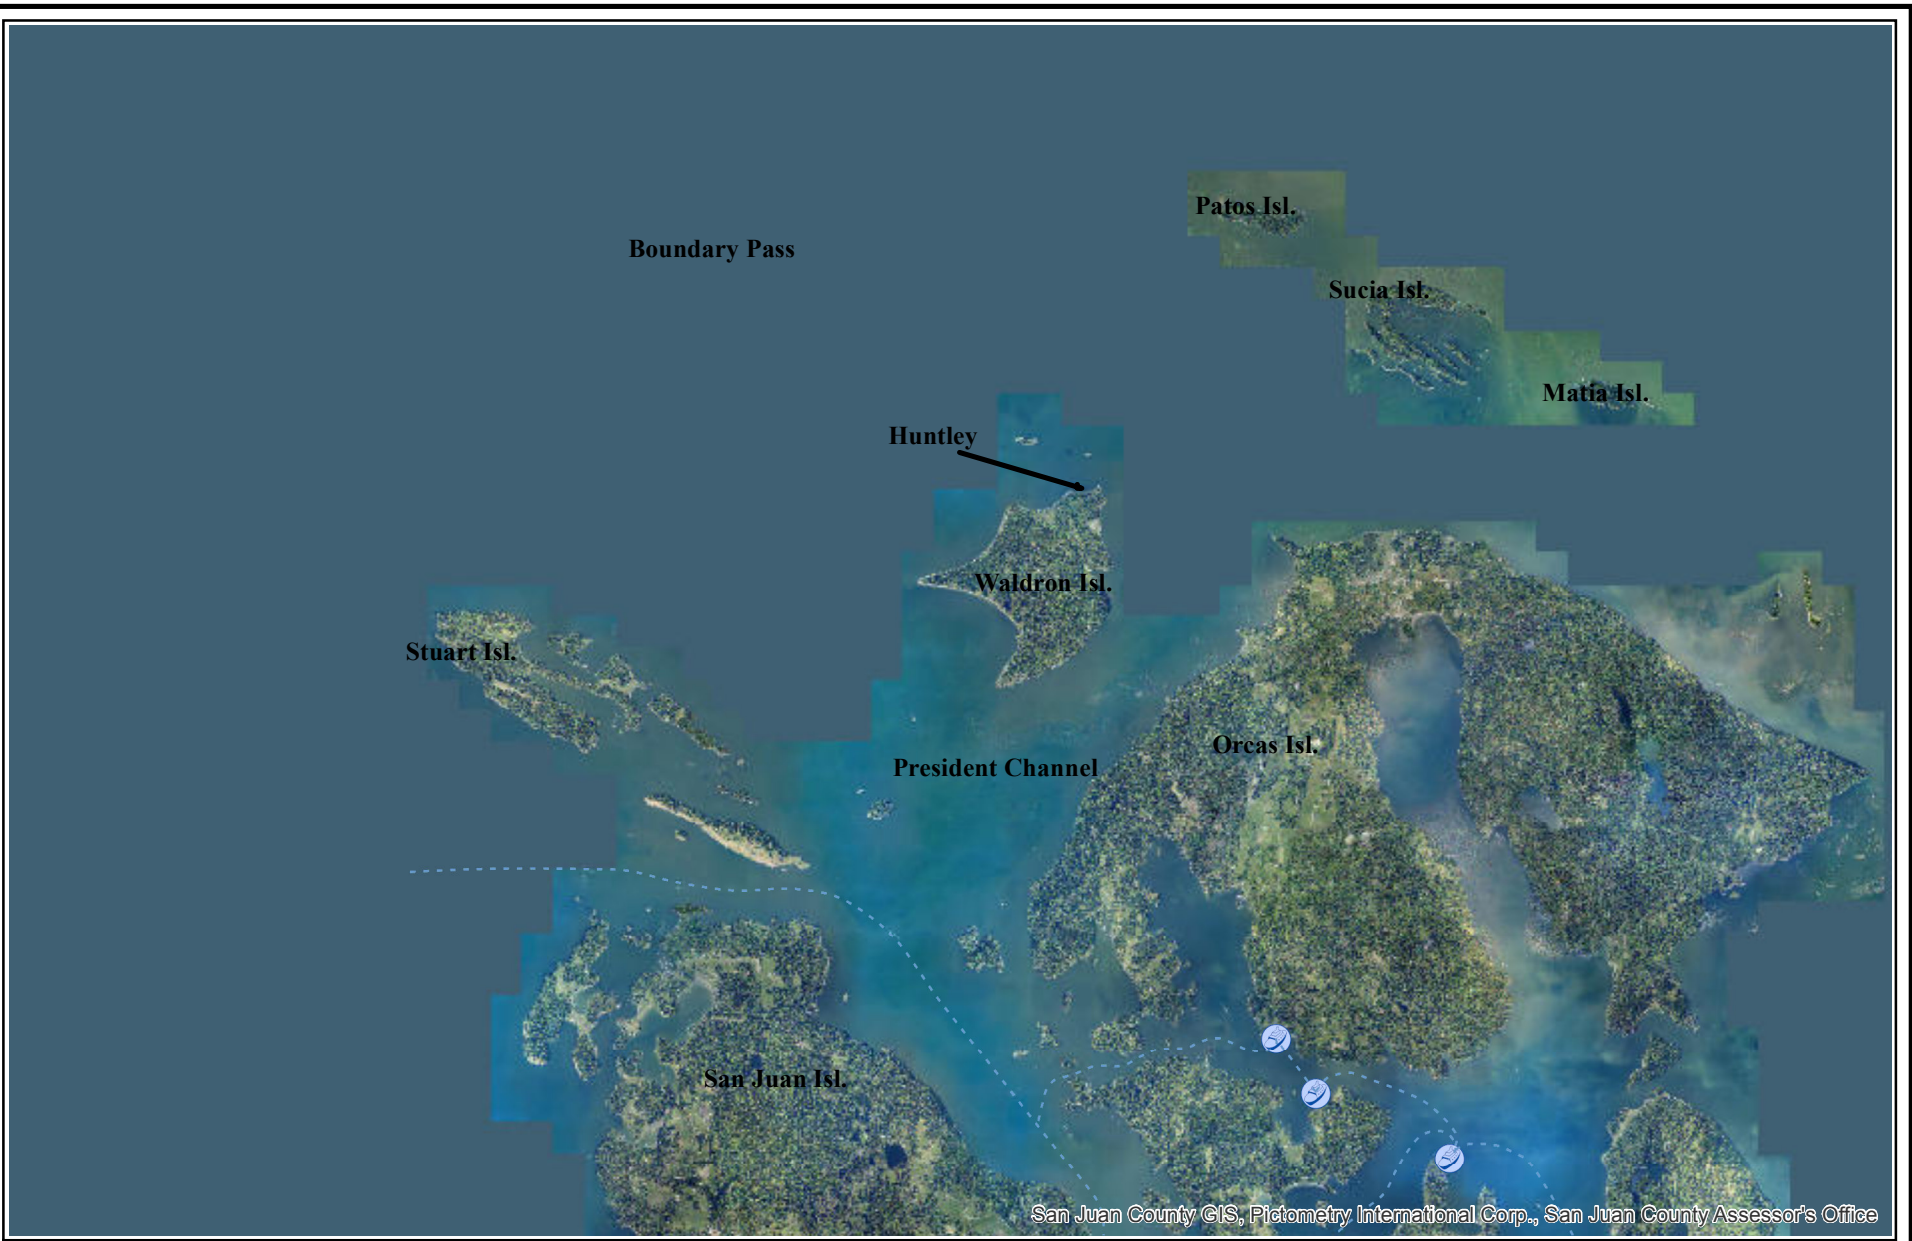 Patos Isl.
Boundary Pass
Sucia Isl.
Matia Isl.
Huntley
Waldron Isl.
Stuart Isl.
Orcas Isl.
President Channel
San Juan Isl.
San Juan County GIS, Pictometry International Corp., San Juan County Assessor's Office